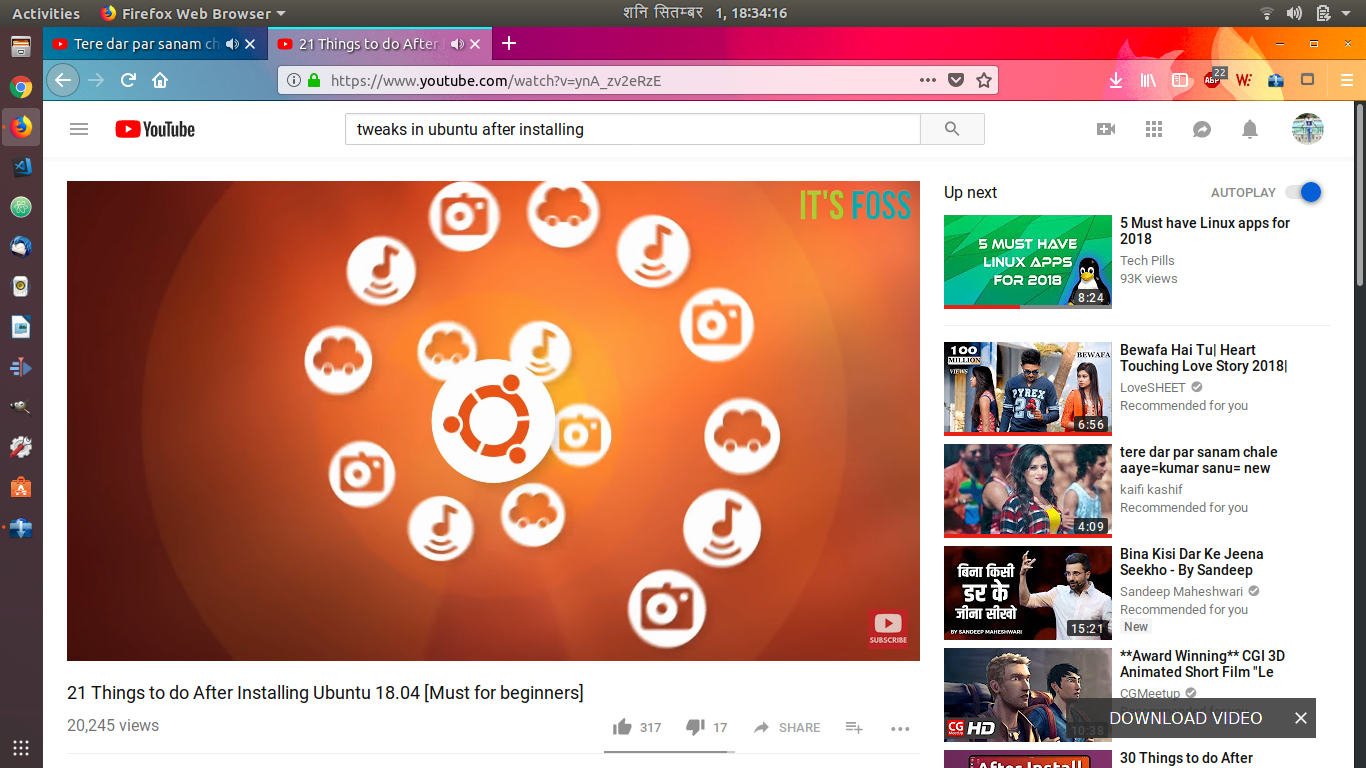 Activities
Firefox Web Browser
शनि सितम्बर 1, 18:34:16
Tere dar par sanam ch
21 Things to do After
https://www.youtube.com/watch?v=ynA_zv2eRzE
22
ABP
W:
YouTube
tweaks in ubuntu after installing
IT'S FOSS
SUBSCRIBE
21 Things to do After Installing Ubuntu 18.04 [Must for beginners]
20,245 views
317
17
SHARE
Up next
AUTOPLAY
5 MUST HAVE
LINUX APPS
FOR 2018
8:24
5 Must have Linux apps for
2018
Tech Pills
93K views
100
MILLION
VIEWS
BEWAFA
PYREX
23
6:56
Bewafa Hai Tu| Heart
Touching Love Story 2018|
LoveSHEET
Recommended for you
4:09
tere dar par sanam chale
aaye=kumar sanu= new
kaifi kashif
Recommended for you
बिना किसी
डर के
जीना सीखो
BY SANDEEP MAHESHWARI
15:21
Bina Kisi Dar Ke Jeena
Seekho - By Sandeep
Sandeep Maheshwari
Recommended for you
New
CG
HD
10:38
**Award Winning** CGI 3D
Animated Short Film "Le
CGMeetup
DOWNLOAD VIDEO
After Install
30 Things to do After